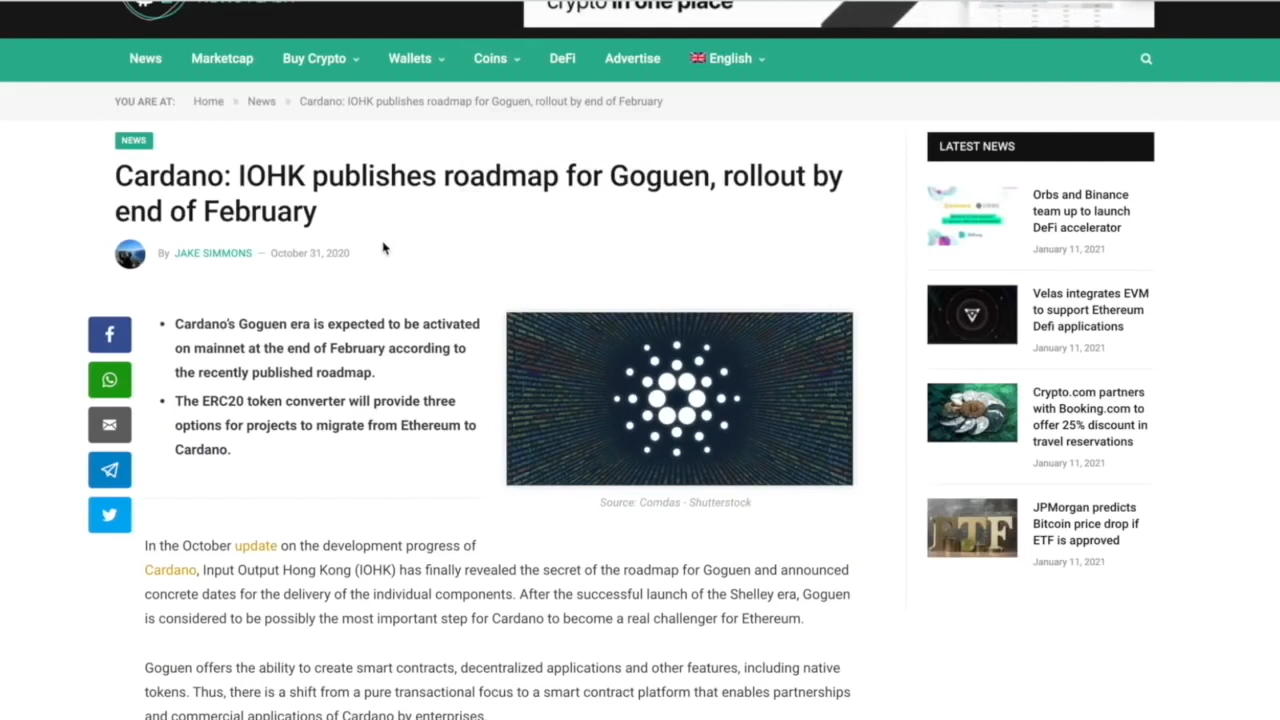 crypto in one place
News Marketcap Buy Crypto Wallets Coins DeFi Advertise English
YOU ARE AT: Home » News » Cardano: IOHK publishes roadmap for Goguen, rollout by end of February
NEWS
Cardano: IOHK publishes roadmap for Goguen, rollout by
end of February
By JAKE SIMMONS — October 31, 2020
• Cardano's Goguen era is expected to be activated
on mainnet at the end of February according to
the recently published roadmap.
• The ERC20 token converter will provide three
options for projects to migrate from Ethereum to
Cardano.
Source: Comdas - Shutterstock
In the October update on the development progress of
Cardano, Input Output Hong Kong (IOHK) has finally revealed the secret of the roadmap for Goguen and announced
concrete dates for the delivery of the individual components. After the successful launch of the Shelley era, Goguen
is considered to be possibly the most important step for Cardano to become a real challenger for Ethereum.
Goguen offers the ability to create smart contracts, decentralized applications and other features, including native
tokens. Thus, there is a shift from a pure transactional focus to a smart contract platform that enables partnerships
and commercial applications of Cardano by enterprises.
LATEST NEWS
Orbs and Binance
team up to launch
DeFi accelerator
January 11, 2021
Velas integrates EVM
to support Ethereum
Defi applications
January 11, 2021
Crypto.com partners
with Booking.com to
offer 25% discount in
travel reservations
January 11, 2021
ETF
JPMorgan predicts
Bitcoin price drop if
ETF is approved
January 11, 2021